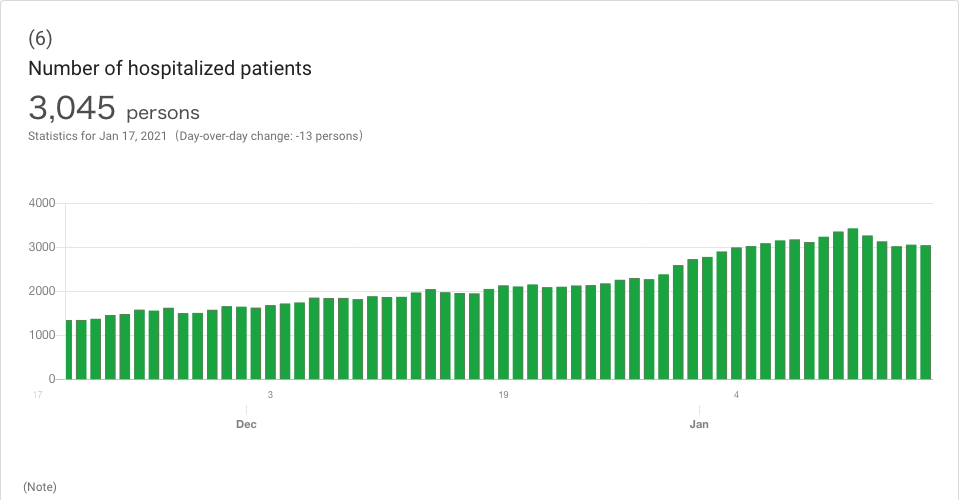 (6)
Number of hospitalized patients
3,045 persons
Statistics for Jan 17, 2021 (Day-over-day change: -13 persons)
4000
3000
2000
1000
0
17 3 19 4
Dec Jan
(Note)